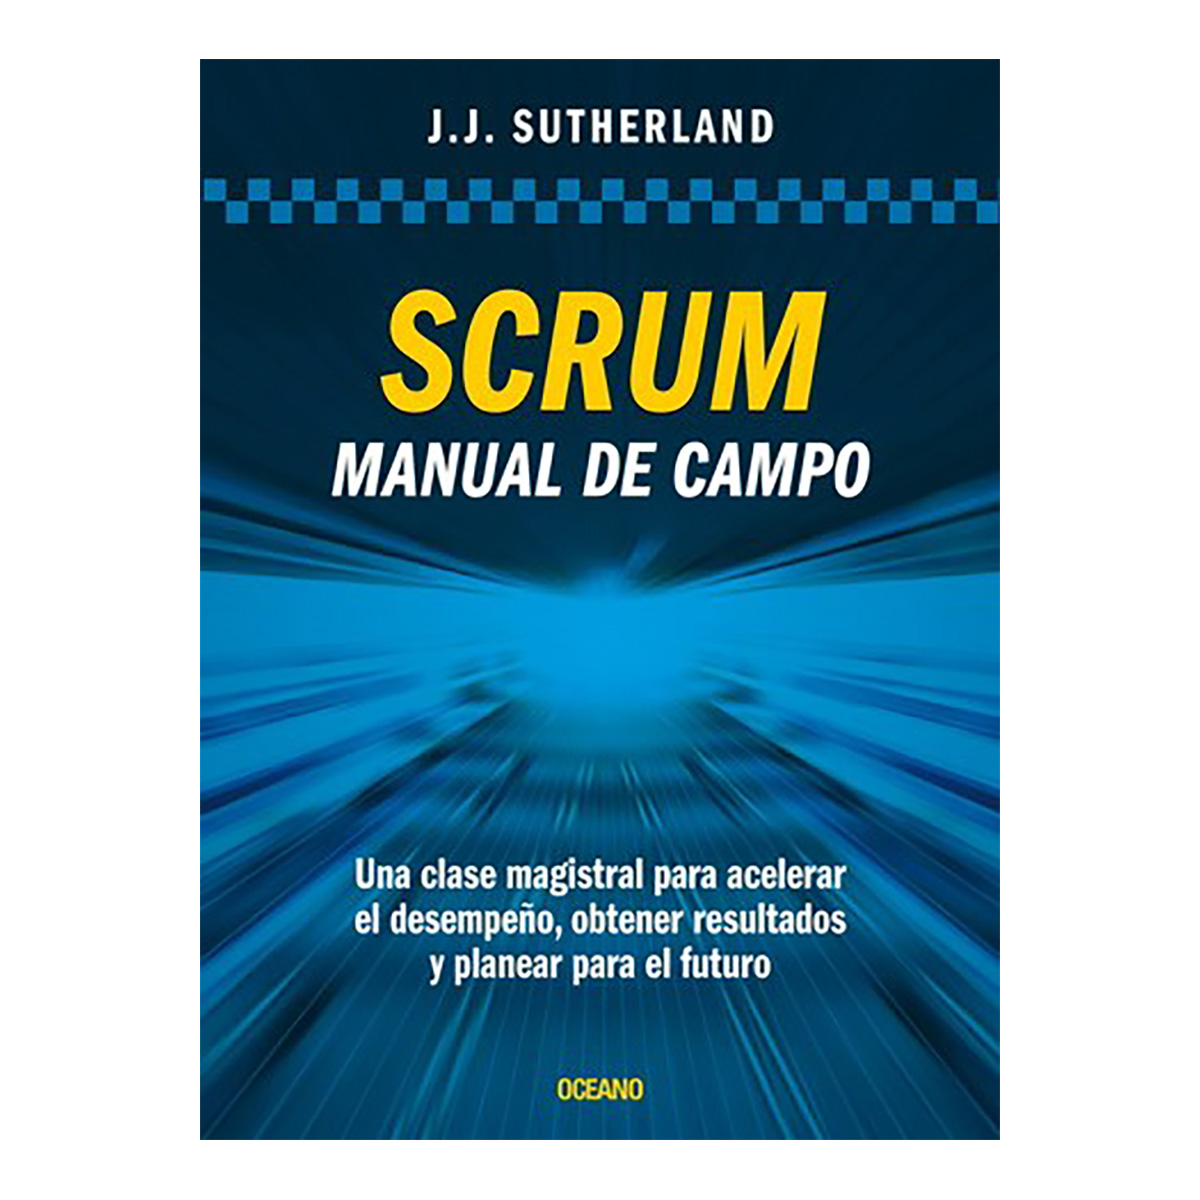 J.J. SUTHERLAND
SCRUM
MANUAL DE CAMPO
Una clase magistral para acelerar
el desempeño, obtener resultados
y planear para el futuro
OCEANO